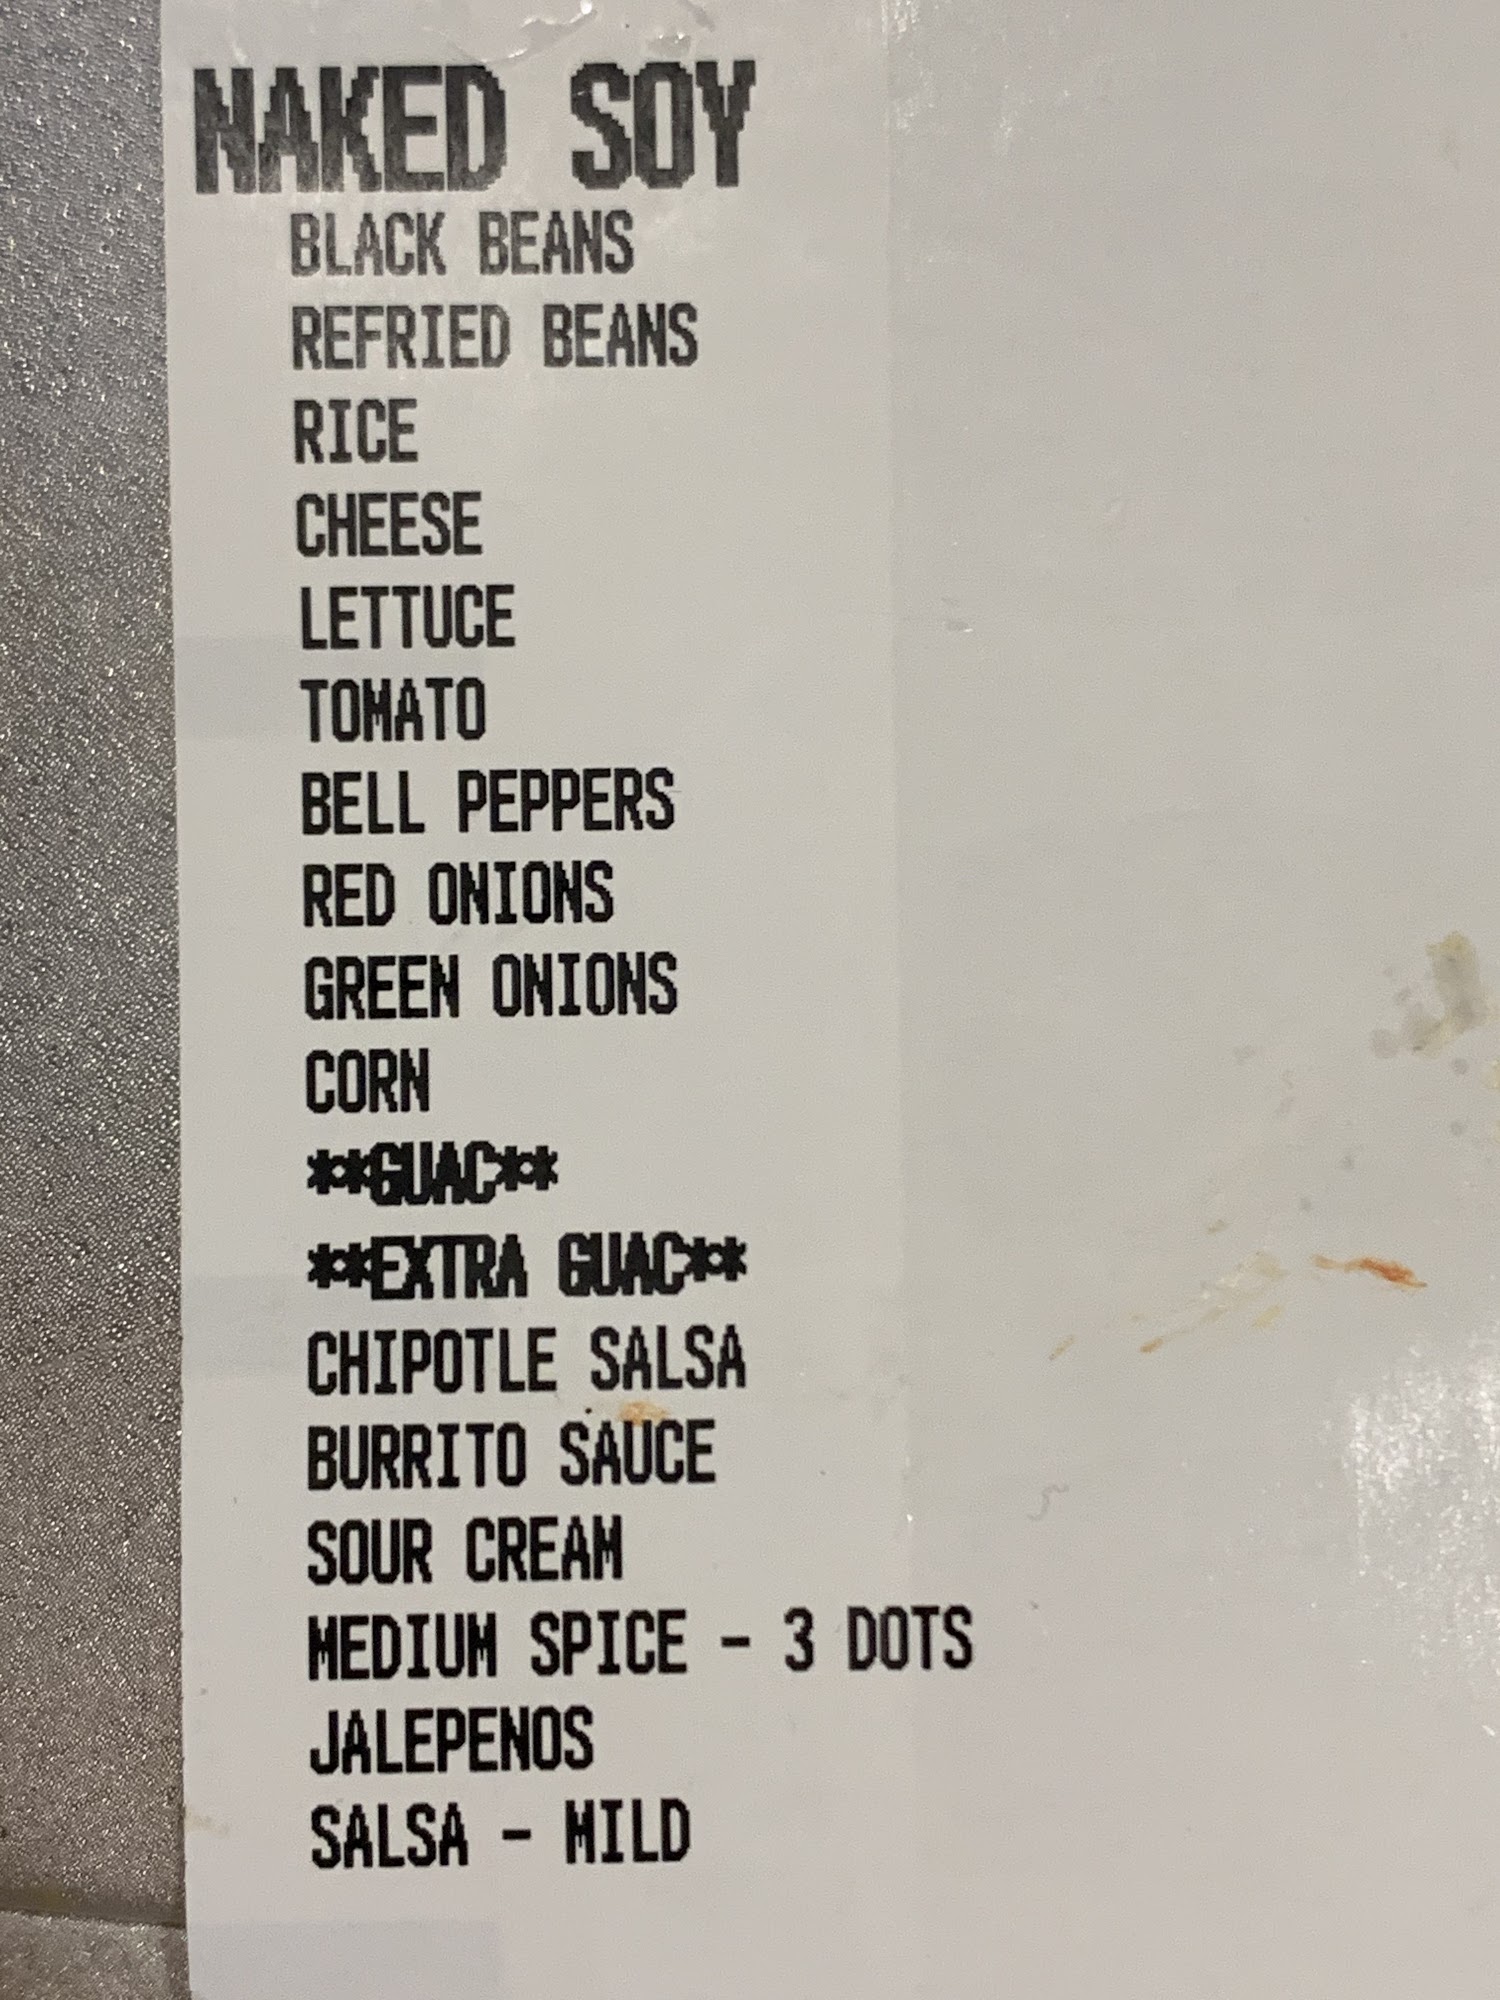 NAKED SOY
BLACK BEANS
REFRIED BEANS
RICE
CHEESE
LETTUCE
TOMATO
BELL PEPPERS
RED ONIONS
GREEN ONIONS
CORN
**GUAC**
**EXTRA GUAC**
CHIPOTLE SALSA
BURRITO SAUCE
SOUR CREAM
MEDIUM SPICE - 3 DOTS
JALEPENOS
SALSA - MILD